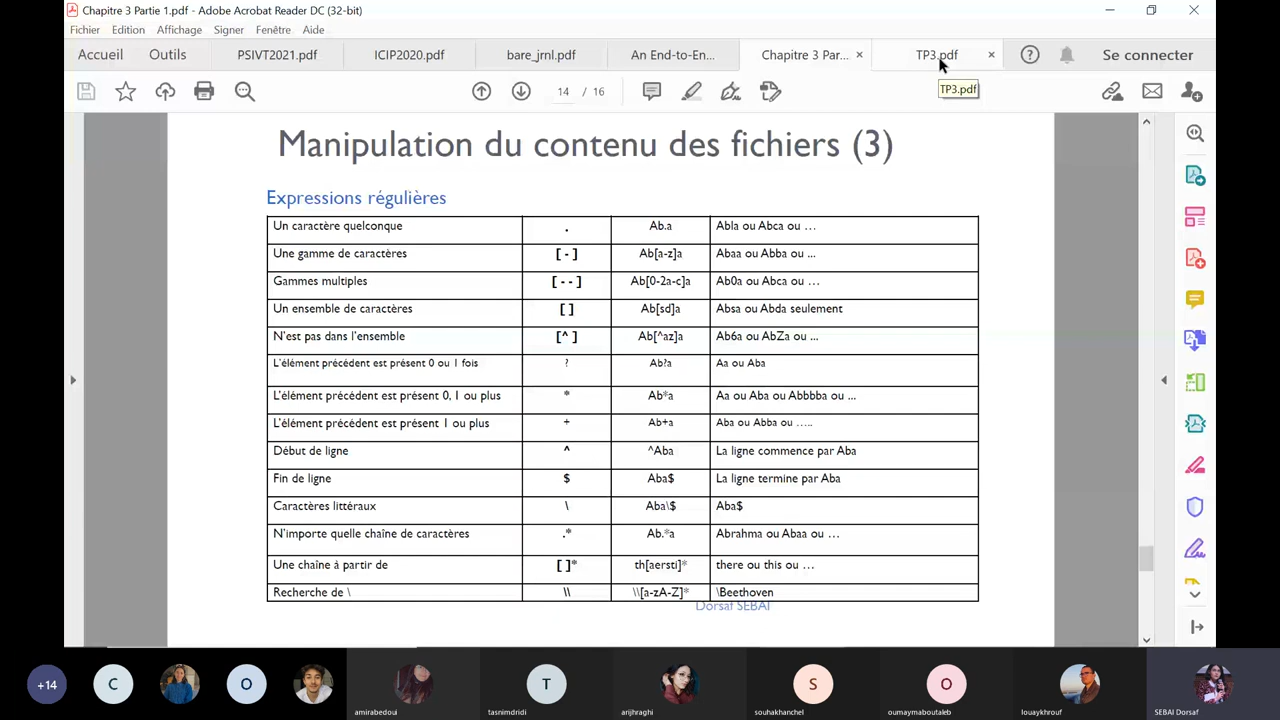 Chapitre 3 Partie 1.pdf - Adobe Acrobat Reader DC (32-bit)
Fichier Edition Affichage Signer Fenêtre Aide
Accueil Outils PSIVT2021.pdf ICIP2020.pdf bare_jrnl.pdf An End-to-En... Chapitre 3 Par... × TP3.pdf × Se connecter
14 / 16
TP3.pdf
Manipulation du contenu des fichiers (3)
Expressions régulières
Un caractère quelconque . Ab.a Abla ou Abca ou …
Une gamme de caractères [ - ] Ab[a-z]a Abaa ou Abba ou ...
Gammes multiples [ - - ] Ab[0-2a-c]a Ab0a ou Abca ou …
Un ensemble de caractères [ ] Ab[sd]a Absa ou Abda seulement
N'est pas dans l'ensemble [^ ] Ab[^az]a Ab6a ou AbZa ou ...
L'élément précédent est présent 0 ou 1 fois ? Ab?a Aa ou Aba
L'élément précédent est présent 0, 1 ou plus * Ab*a Aa ou Aba ou Abbbba ou ...
L'élément précédent est présent 1 ou plus + Ab+a Aba ou Abba ou …..
Début de ligne ^ ^Aba La ligne commence par Aba
Fin de ligne $ Aba$ La ligne termine par Aba
Caractères littéraux \ Aba\$ Aba$
N'importe quelle chaîne de caractères .* Ab.*a Abrahma ou Abaa ou …
Une chaîne à partir de [ ]* th[aersti]* there ou this ou …
Recherche de \ \\ \\[a-zA-Z]* \Beethoven
Dorsaf SEBAI
+14 C O T S O
amirabedoui tasnimdridi arijhraghi souhakhanchel oumaymaboutaleb louaykhrouf SEBAI Dorsaf